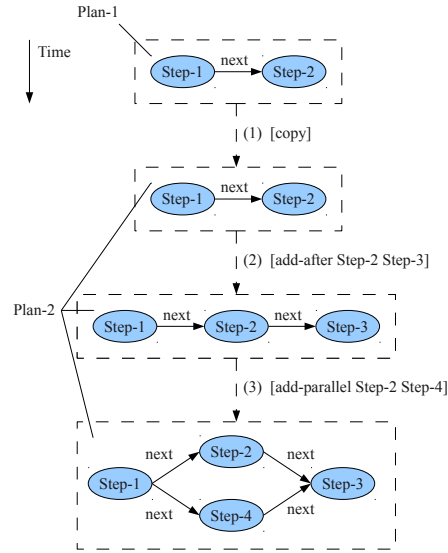 Plan-1
Time
next
Step-1 Step-2
(1) [copy]
next
Step-1 Step-2
(2) [add-after Step-2 Step-3]
Plan-2
next next
Step-1 Step-2 Step-3
(3) [add-parallel Step-2 Step-4]
Step-2
next next
Step-1 Step-3
next next
Step-4